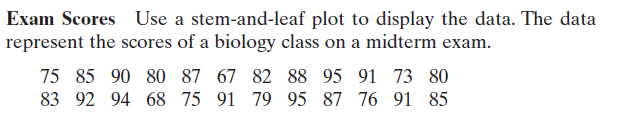 Exam Scores Use a stem-and-leaf plot to display the data. The data
represent the scores of a biology class on a midterm exam.
75 85 90 80 87 67 82 88 95 91 73 80
83 92 94 68 75 91 79 95 87 76 91 85